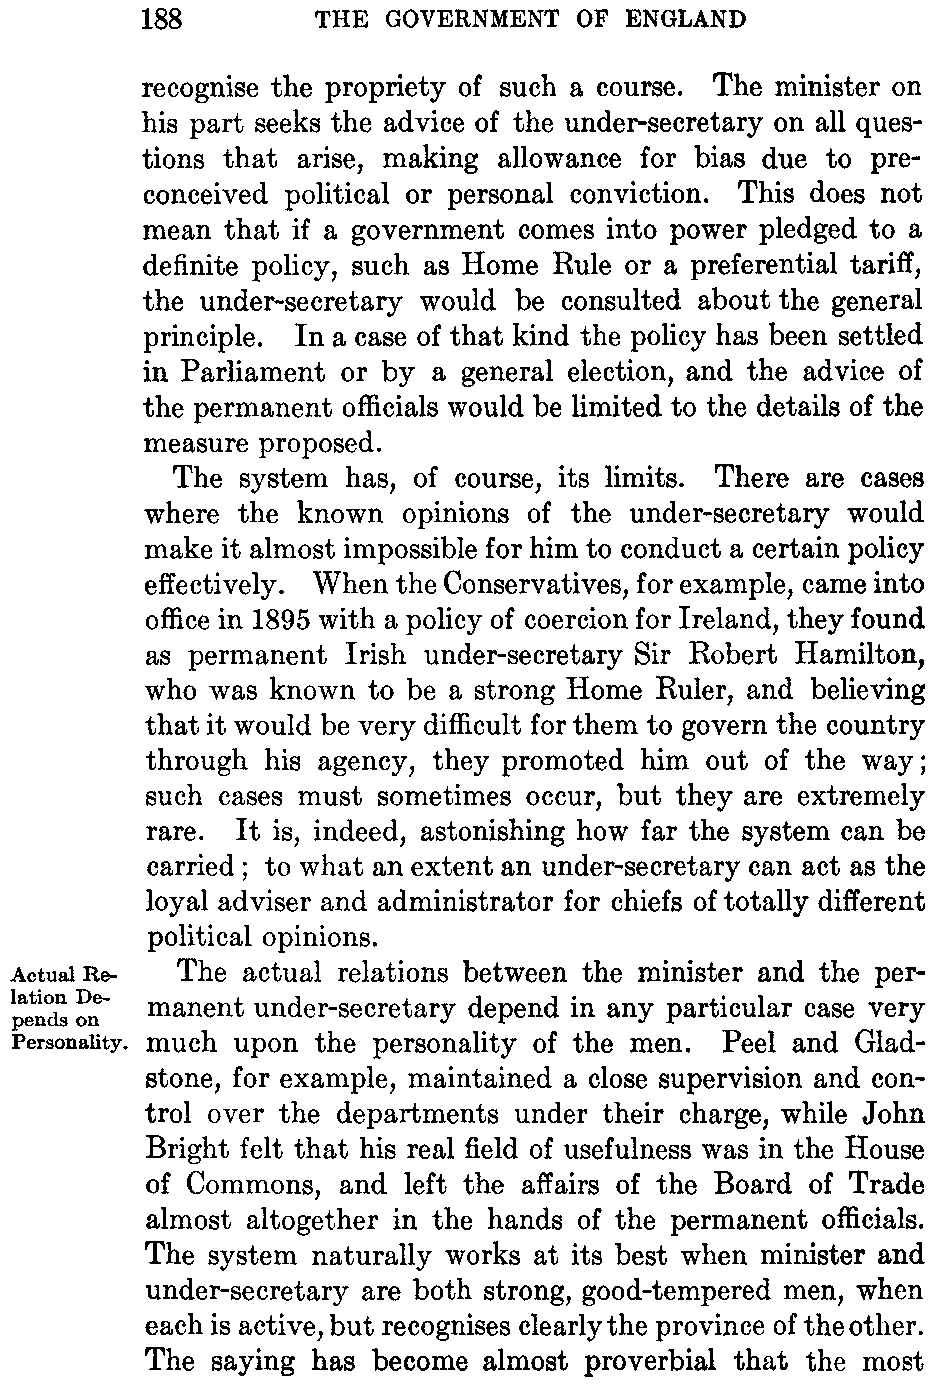 188 THE GOVERNMENT OF ENGLAND
recognise the propriety of such a course. The minister on
his part seeks the advice of the under-secretary on all ques-
tions that arise, making allowance for bias due to pre-
conceived political or personal conviction. This does not
mean that if a government comes into power pledged to a
definite policy, such as Home Rule or a preferential tariff,
the under-secretary would be consulted about the general
principle. In a case of that kind the policy has been settled
in Parliament or by a general election, and the advice of
the permanent officials would be limited to the details of the
measure proposed.
The system has, of course, its limits. There are cases
where the known opinions of the under-secretary would
make it almost impossible for him to conduct a certain policy
effectively. When the Conservatives, for example, came into
office in 1895 with a policy of coercion for Ireland, they found
as permanent Irish under-secretary Sir Robert Hamilton,
who was known to be a strong Home Ruler, and believing
that it would be very difficult for them to govern the country
through his agency, they promoted him out of the way;
such cases must sometimes occur, but they are extremely
rare. It is, indeed, astonishing how far the system can be
carried; to what an extent an under-secretary can act as the
loyal adviser and administrator for chiefs of totally different
political opinions.
Actual Re-
lation De-
pends on
Personality.
The actual relations between the minister and the per-
manent under-secretary depend in any particular case very
much upon the personality of the men. Peel and Glad-
stone, for example, maintained a close supervision and con-
trol over the departments under their charge, while John
Bright felt that his real field of usefulness was in the House
of Commons, and left the affairs of the Board of Trade
almost altogether in the hands of the permanent officials.
The system naturally works at its best when minister and
under-secretary are both strong, good-tempered men, when
each is active, but recognises clearly the province of the other.
The saying has become almost proverbial that the most